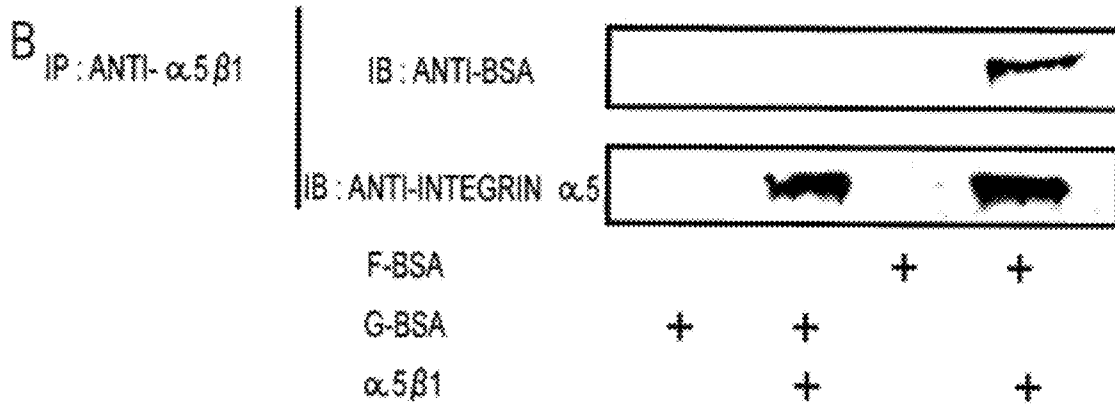 B
IP : ANTI- α5β1
IB : ANTI-BSA
IB : ANTI-INTEGRIN α5
F-BSA + +
G-BSA + +
α5β1 + +